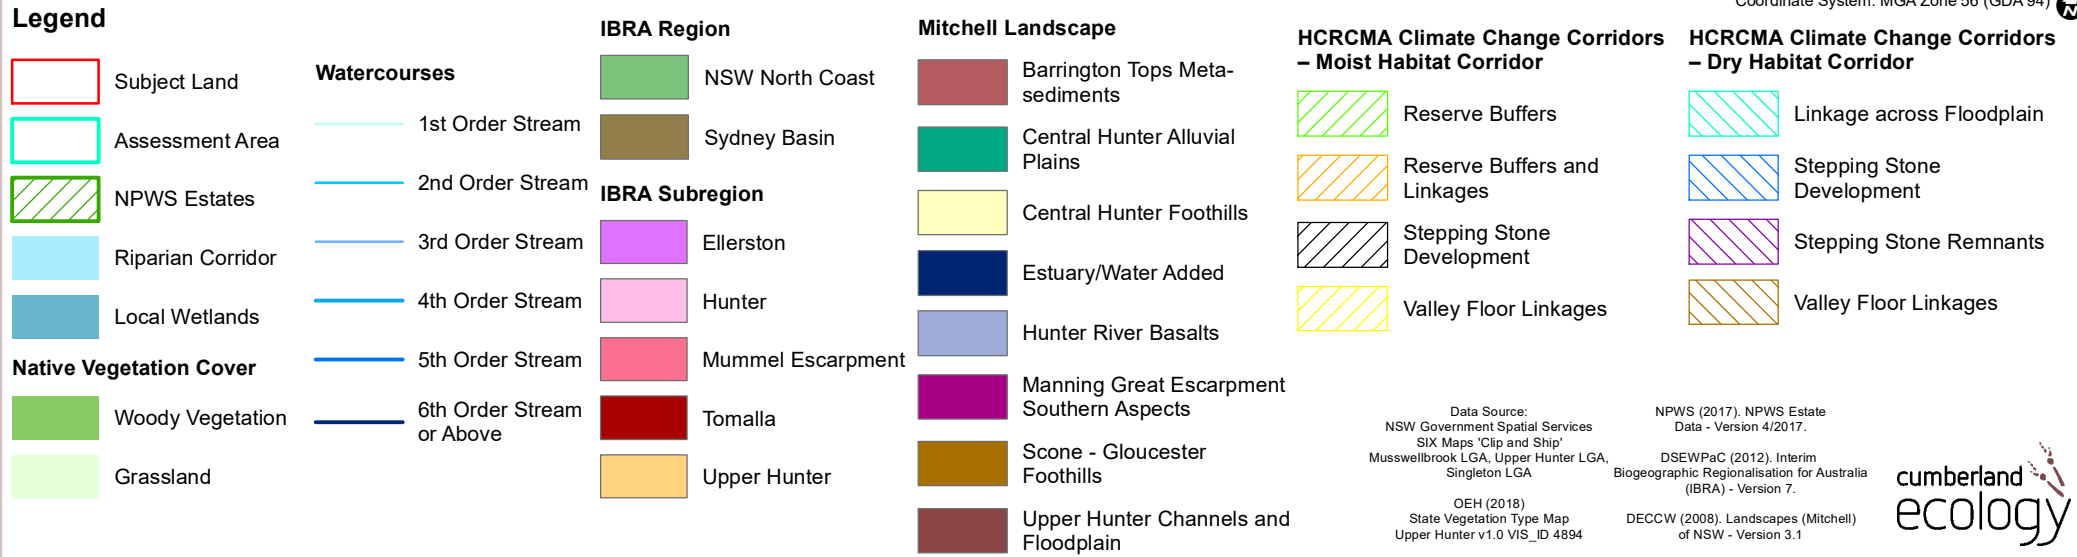 Legend
Subject Land
Assessment Area
NPWS Estates
Riparian Corridor
Local Wetlands
Native Vegetation Cover
Woody Vegetation
Grassland
Watercourses
1st Order Stream
2nd Order Stream
3rd Order Stream
4th Order Stream
5th Order Stream
6th Order Stream
or Above
IBRA Region
NSW North Coast
Sydney Basin
IBRA Subregion
Ellerston
Hunter
Mummel Escarpment
Tomalla
Upper Hunter
Mitchell Landscape
Barrington Tops Meta-
sediments
Central Hunter Alluvial
Plains
Central Hunter Foothills
Estuary/Water Added
Hunter River Basalts
Manning Great Escarpment
Southern Aspects
Scone - Gloucester
Foothills
Upper Hunter Channels and
Floodplain
HCRCMA Climate Change Corridors
– Moist Habitat Corridor
Reserve Buffers
Reserve Buffers and
Linkages
Stepping Stone
Development
Valley Floor Linkages
Coordinate System: MGA Zone 56 (GDA 94)
N
HCRCMA Climate Change Corridors
– Dry Habitat Corridor
Linkage across Floodplain
Stepping Stone
Development
Stepping Stone Remnants
Valley Floor Linkages
Data Source:
NSW Government Spatial Services
SIX Maps 'Clip and Ship'
Musswellbrook LGA, Upper Hunter LGA,
Singleton LGA
OEH (2018)
State Vegetation Type Map
Upper Hunter v1.0 VIS_ID 4894
NPWS (2017). NPWS Estate
Data - Version 4/2017.
DSEWPaC (2012). Interim
Biogeographic Regionalisation for Australia
(IBRA) - Version 7.
DECCW (2008). Landscapes (Mitchell)
of NSW - Version 3.1
cumberland
ecology